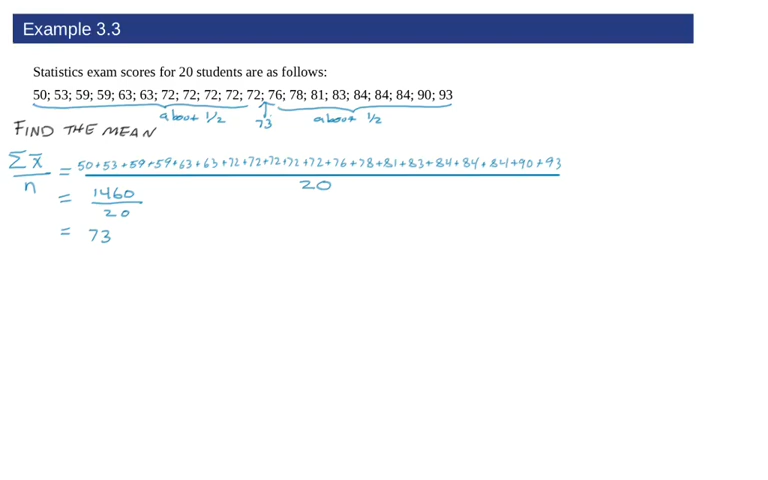 Example 3.3
Statistics exam scores for 20 students are as follows:
50; 53; 59; 59; 63; 63; 72; 72; 72; 72; 72; 76; 78; 81; 83; 84; 84; 84; 90; 93
about 1/2 73 about 1/2
FIND THE MEAN
Σx̄ = 50+53+59+59+63+63+72+72+72+72+72+76+78+81+83+84+84+84+90+93
n 20
= 1460
20
= 73